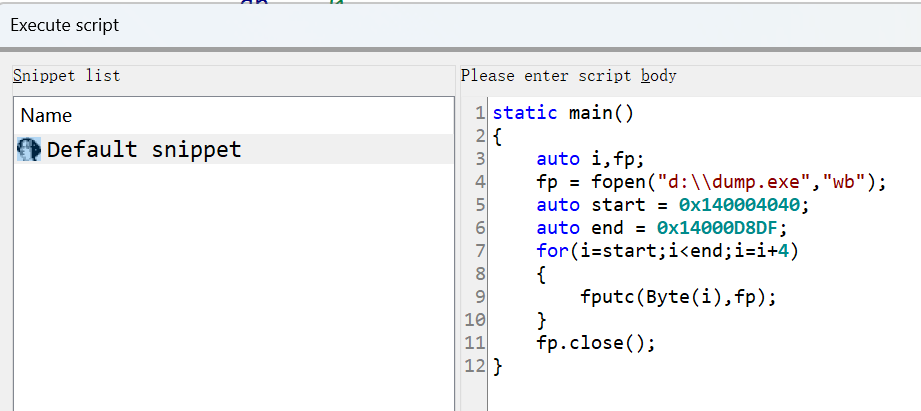 Execute script
Snippet list
Name
Default snippet
Please enter script body
1 static main()
2 {
3     auto i,fp;
4     fp = fopen("d:\\dump.exe","wb");
5     auto start = 0x140004040;
6     auto end = 0x14000D8DF;
7     for(i=start;i<end;i=i+4)
8     {
9         fputc(Byte(i),fp);
10     }
11     fp.close();
12 }